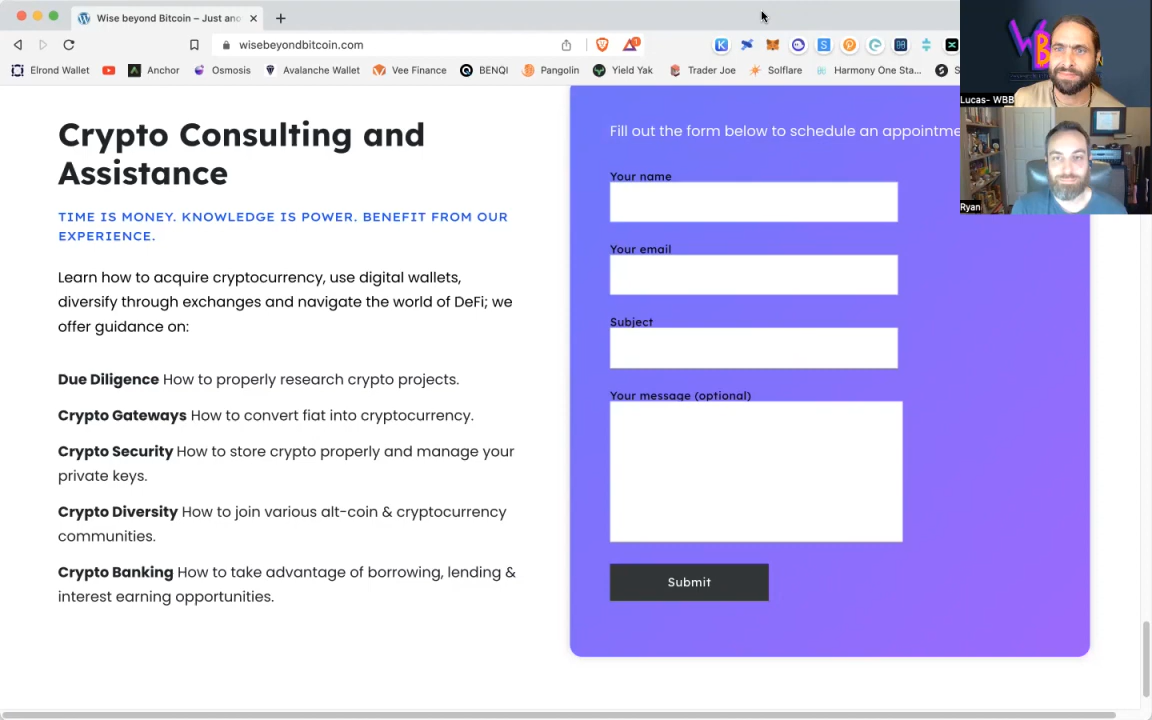 Wise beyond Bitcoin – Just and
wisebeyondbitcoin.com
Elrond Wallet
Anchor
Osmosis
Avalanche Wallet
Vee Finance
BENQI
Pangolin
Yield Yak
Trader Joe
Solflare
Harmony One Sta...
Lucas- WBB
Ryan
Crypto Consulting and
Assistance
TIME IS MONEY. KNOWLEDGE IS POWER. BENEFIT FROM OUR
EXPERIENCE.
Learn how to acquire cryptocurrency, use digital wallets,
diversify through exchanges and navigate the world of DeFi; we
offer guidance on:
Due Diligence How to properly research crypto projects.
Crypto Gateways How to convert fiat into cryptocurrency.
Crypto Security How to store crypto properly and manage your
private keys.
Crypto Diversity How to join various alt-coin & cryptocurrency
communities.
Crypto Banking How to take advantage of borrowing, lending &
interest earning opportunities.
Fill out the form below to schedule an appointme
Your name
Your email
Subject
Your message (optional)
Submit